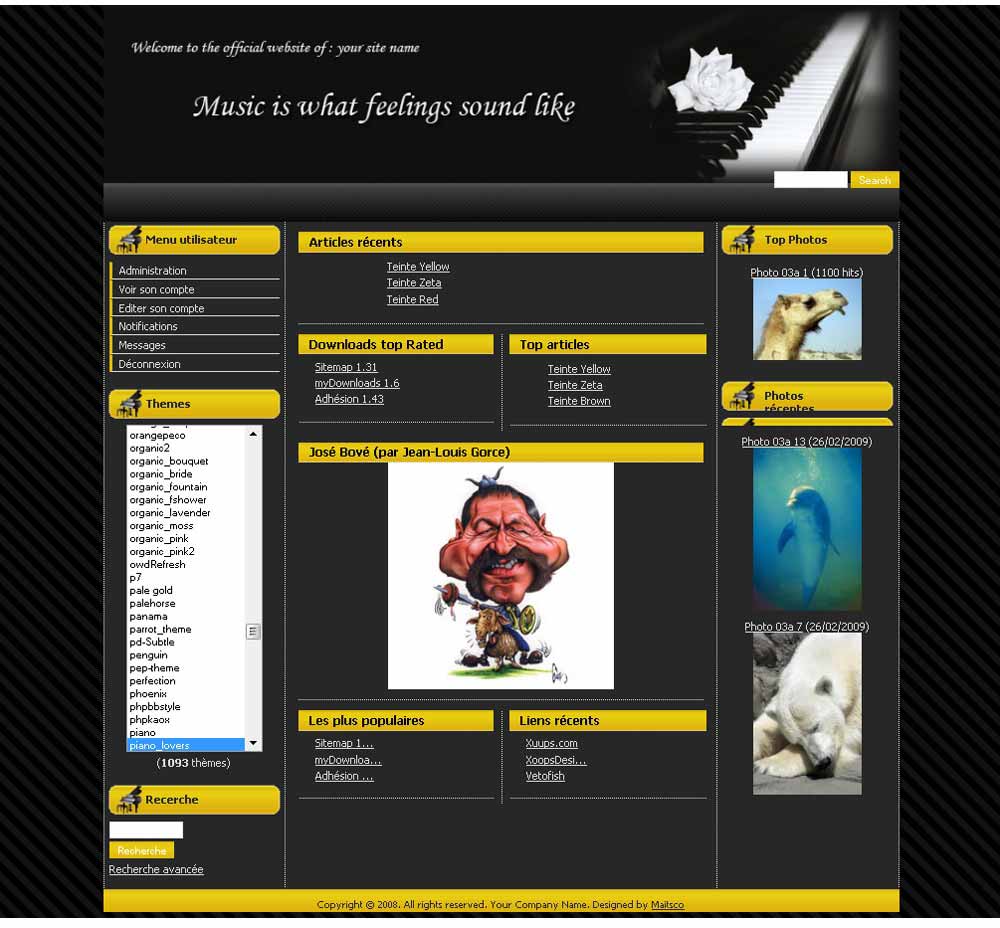 Welcome to the official website of : your site name
Music is what feelings sound like
Search
Menu utilisateur
Administration
Voir son compte
Editer son compte
Notifications
Messages
Déconnexion
Themes
orangepeco
organic2
organic_bouquet
organic_bride
organic_fountain
organic_fshower
organic_lavender
organic_moss
organic_pink
organic_pink2
owdRefresh
p7
pale gold
palehorse
panama
parrot_theme
pd-Subtle
penguin
pep-theme
perfection
phoenix
phpbbstyle
phpkaox
piano
piano_lovers
(1093 thèmes)
Recerche
Recherche
Recherche avancée
Articles récents
Teinte Yellow
Teinte Zeta
Teinte Red
Downloads top Rated
Sitemap 1.31
myDownloads 1.6
Adhésion 1.43
Top articles
Teinte Yellow
Teinte Zeta
Teinte Brown
José Bové (par Jean-Louis Gorce)
Les plus populaires
Sitemap 1...
myDownloa...
Adhésion ...
Liens récents
Xuups.com
XoopsDesi...
Vetofish
Top Photos
Photo 03a 1 (1100 hits)
Photos
récentes
Photo 03a 13 (26/02/2009)
Photo 03a 7 (26/02/2009)
Copyright © 2008. All rights reserved. Your Company Name. Designed by Mailsco